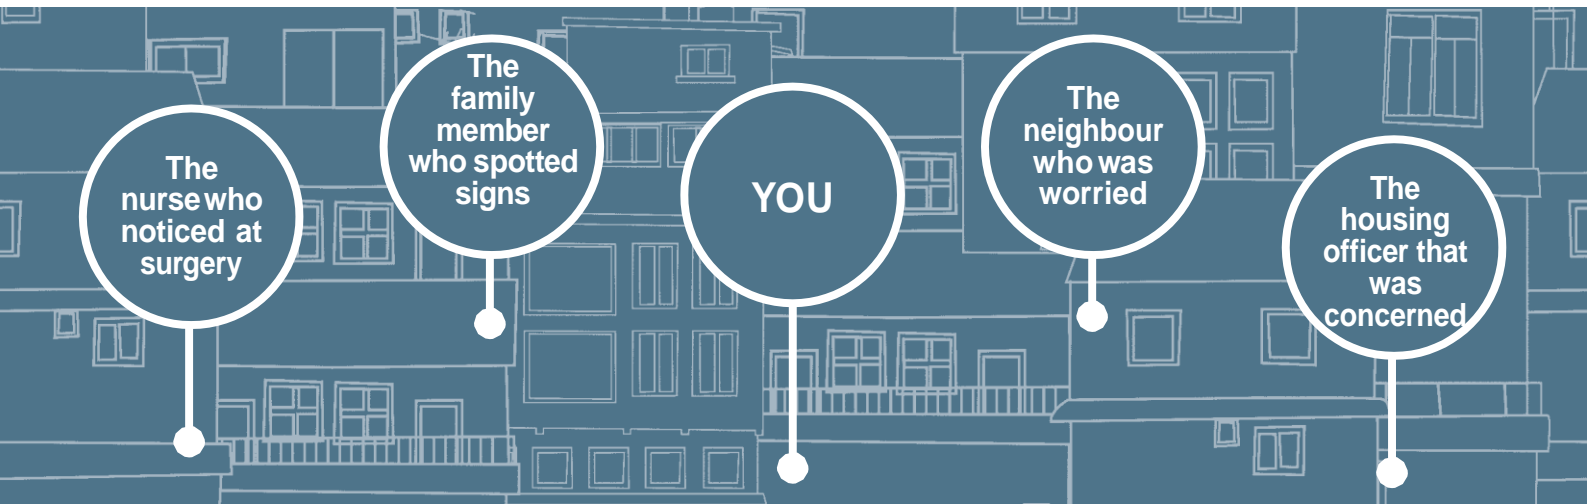 The
nurse who
noticed at
surgery
The
family
member
who spotted
signs
YOU
The
neighbour
who was
worried
The
housing
officer that
was
concerned